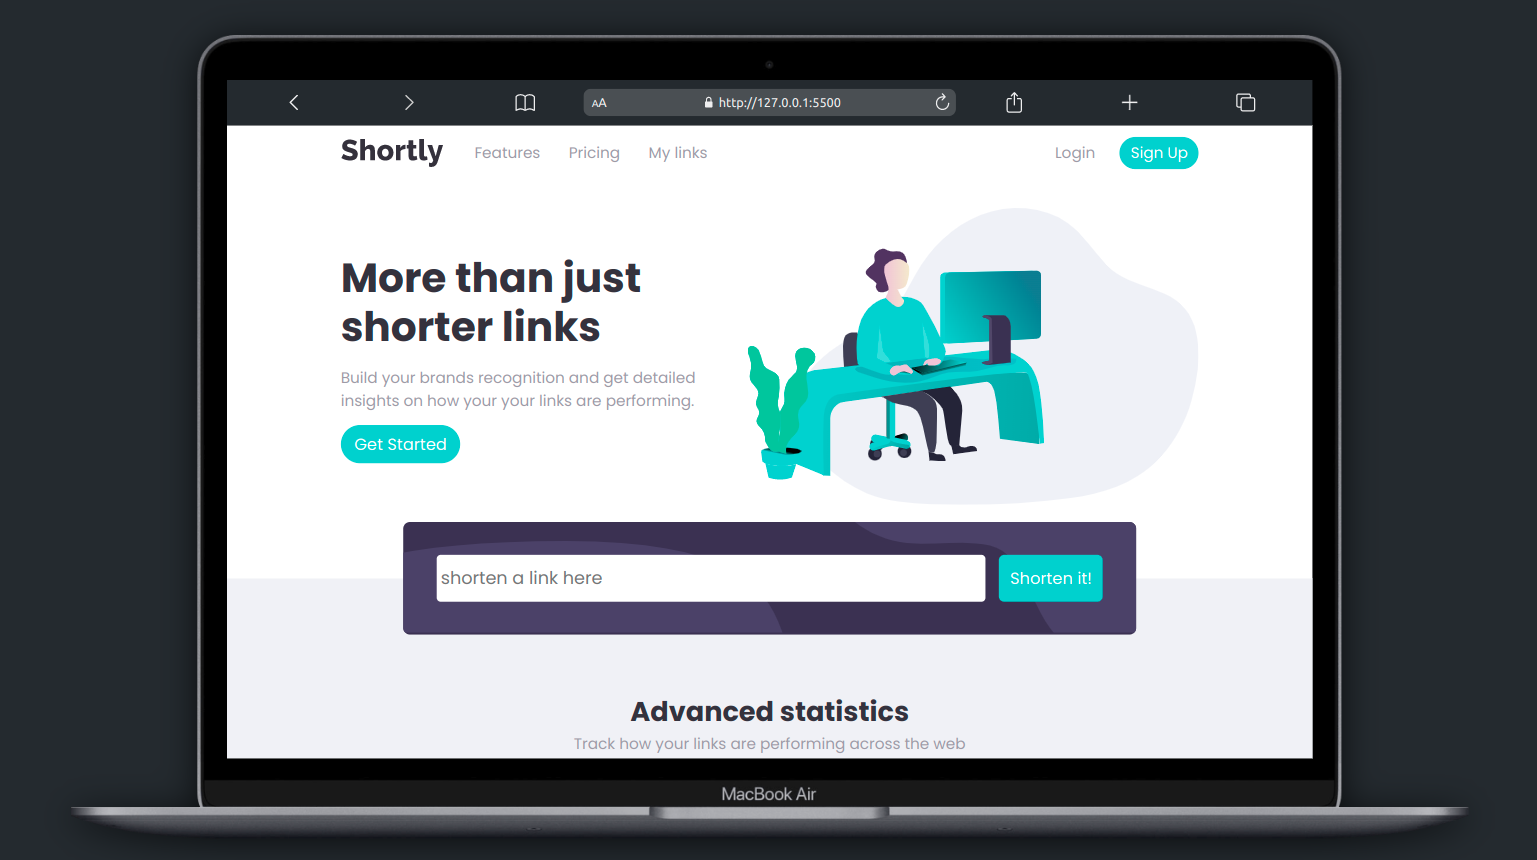 AA http://127.0.0.1:5500
Shortly Features Pricing My links Login Sign Up
More than just
shorter links
Build your brands recognition and get detailed
insights on how your your links are performing.
Get Started
shorten a link here Shorten it!
Advanced statistics
Track how your links are performing across the web
MacBook Air